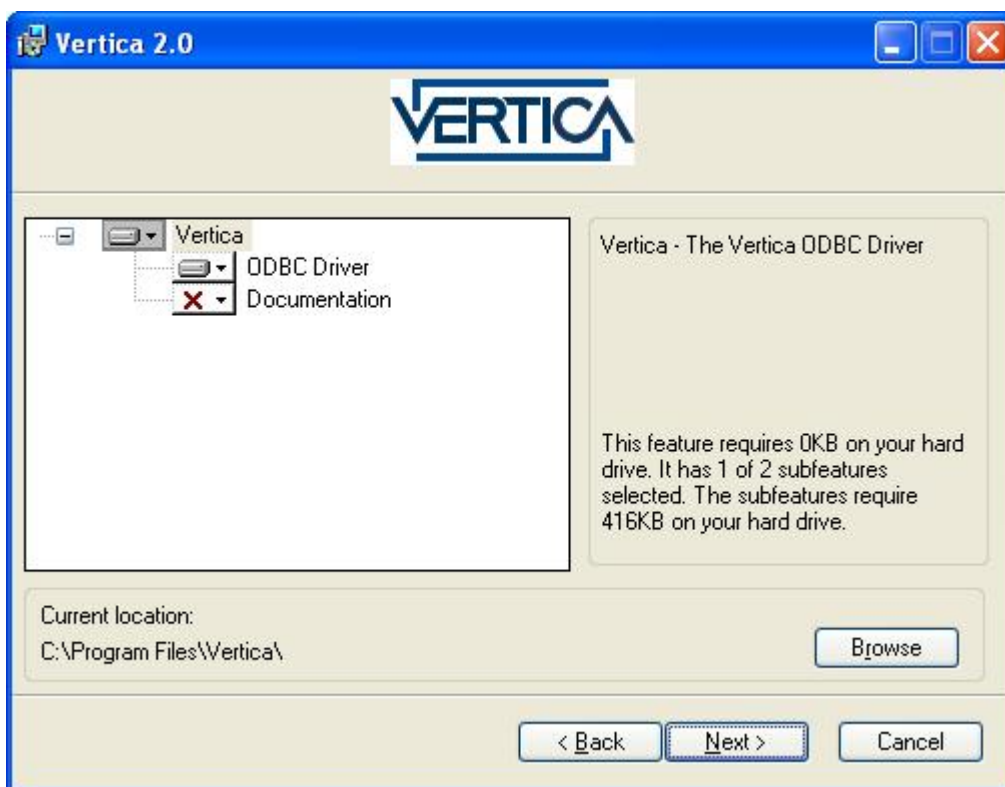 Vertica 2.0
VERTICA
Vertica
ODBC Driver
Documentation
Vertica - The Vertica ODBC Driver
This feature requires 0KB on your hard
drive. It has 1 of 2 subfeatures
selected. The subfeatures require
416KB on your hard drive.
Current location:
C:\Program Files\Vertica\
Browse
< Back
Next >
Cancel